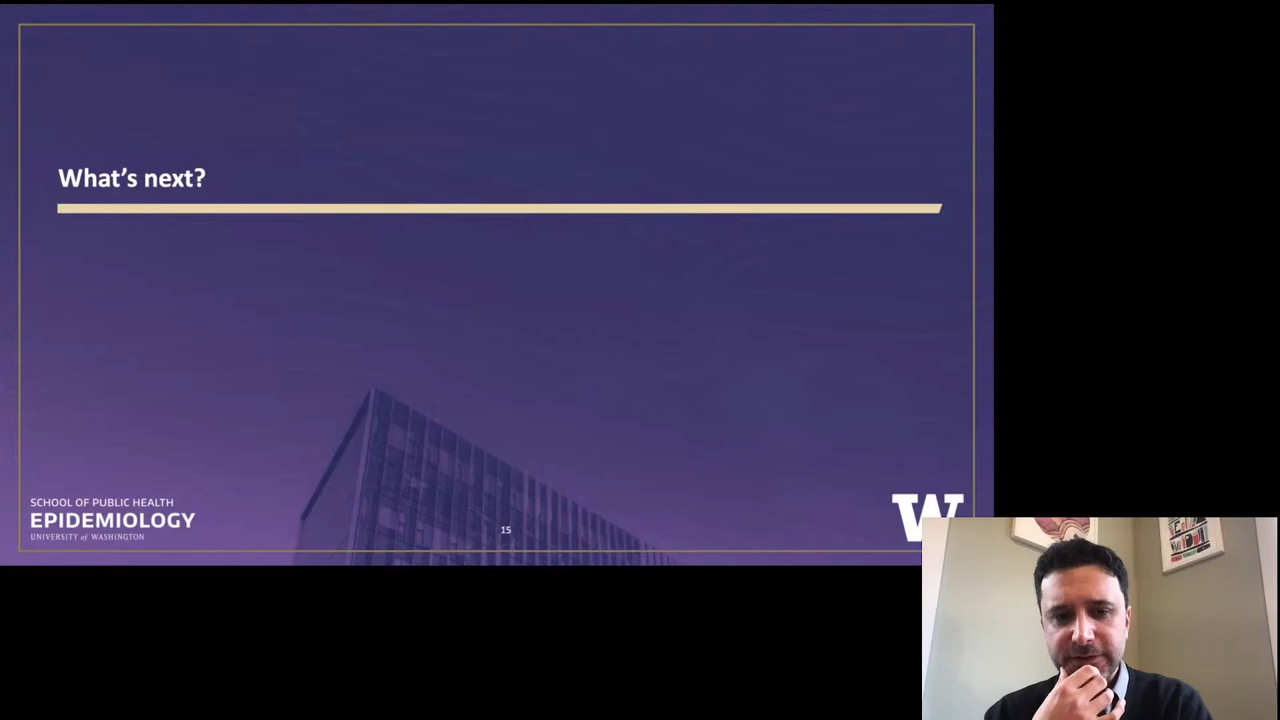 What's next?
SCHOOL OF PUBLIC HEALTH
EPIDEMIOLOGY
UNIVERSITY of WASHINGTON
15
W